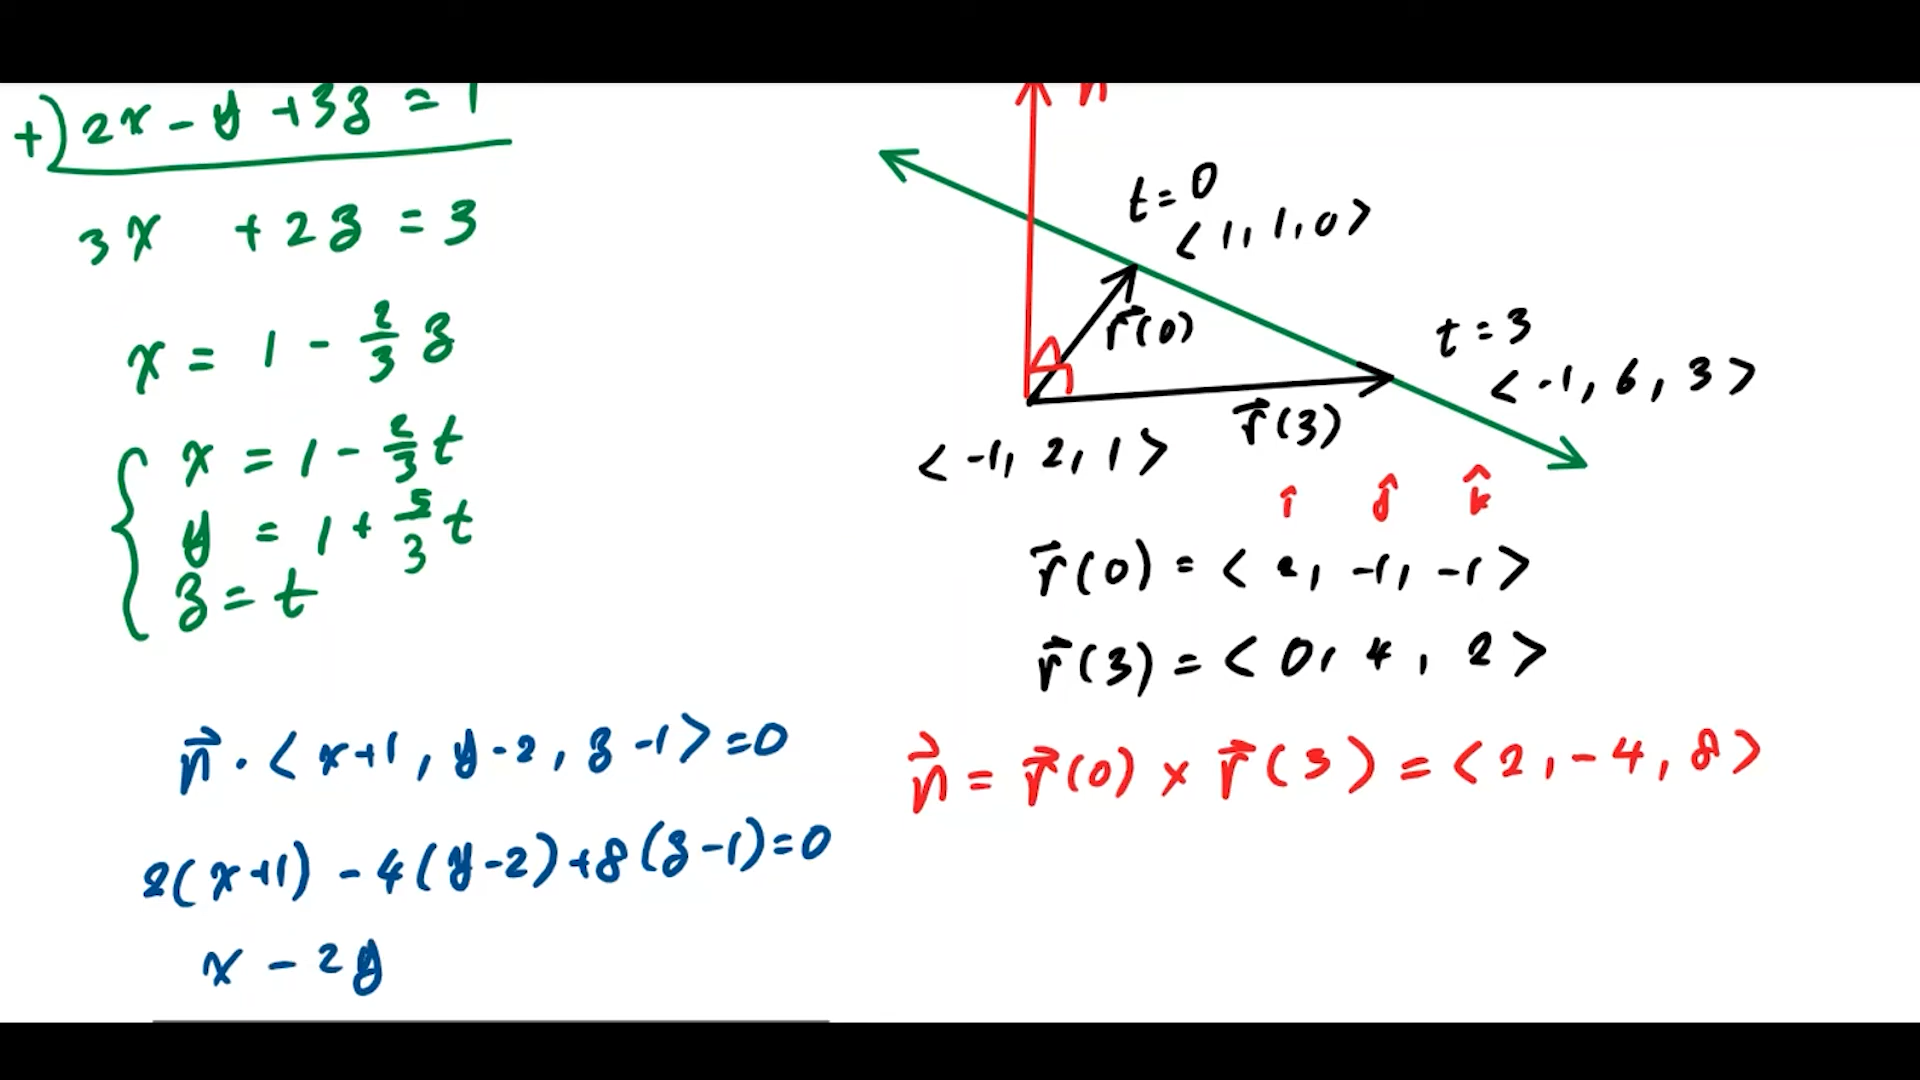 +) 2x - y + 3z = 1
3x + 2z = 3
x = 1 - 2/3 z
x = 1 - 2/3 t
y = 1 + 5/3 t
z = t
n⃗ · < x+1, y-2, z-1 > = 0
2(x+1) - 4(y-2) + 8(z-1) = 0
x - 2y
n
t = 0
< 1, 1, 0 >
r⃗(0)
t = 3
< -1, 6, 3 >
r⃗(3)
< -1, 2, 1 >
î ĵ k̂
r⃗(0) = < 2, -1, -1 >
r⃗(3) = < 0, 4, 2 >
n⃗ = r⃗(0) × r⃗(3) = < 2, -4, 8 >